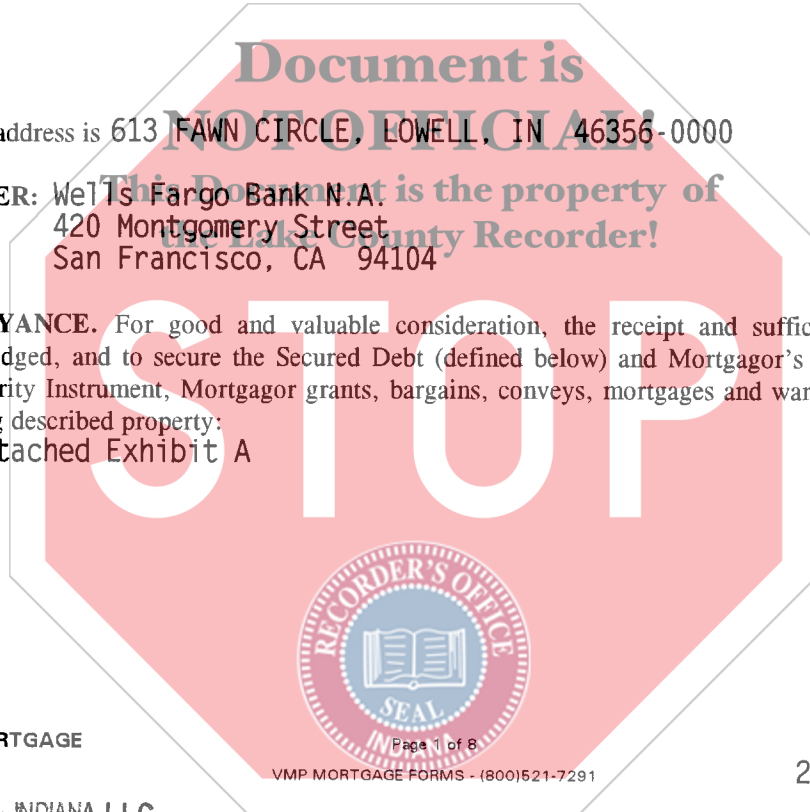 Document is
NOT OFFICIAL!
address is 613 FAWN CIRCLE, LOWELL, IN 46356-0000
This Document is the property of
ER: Wells Fargo Bank N.A.
420 Montgomery Street
the Lake County Recorder!
San Francisco, CA 94104
YANCE. For good and valuable consideration, the receipt and suffic
dged, and to secure the Secured Debt (defined below) and Mortgagor's
rity Instrument, Mortgagor grants, bargains, conveys, mortgages and war
g described property:
tached Exhibit A
STOP
RECORDER'S OFFICE
SEAL
INDIANA
RTGAGE
Page 1 of 8
VMP MORTGAGE FORMS - (800)521-7291
2
INDIANA LLC